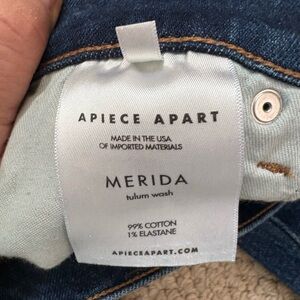 APIECE APART
MADE IN THE USA
OF IMPORTED MATERIALS
MERIDA
tulum wash
99% COTTON
1% ELASTANE
APIECEAPART.COM